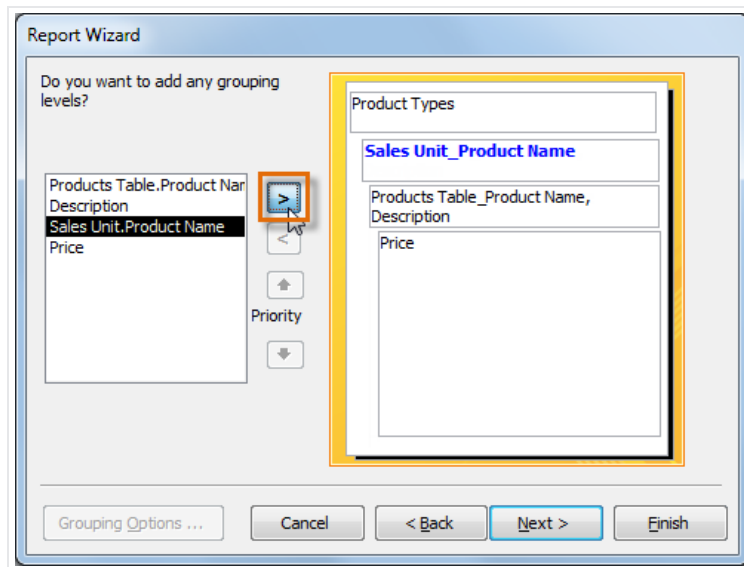 Report Wizard
Do you want to add any grouping
levels?
Products Table.Product Nar
Description
Sales Unit.Product Name
Price
>
<
Priority
Product Types
Sales Unit_Product Name
Products Table_Product Name,
Description
Price
Grouping Options ...
Cancel
< Back
Next >
Finish